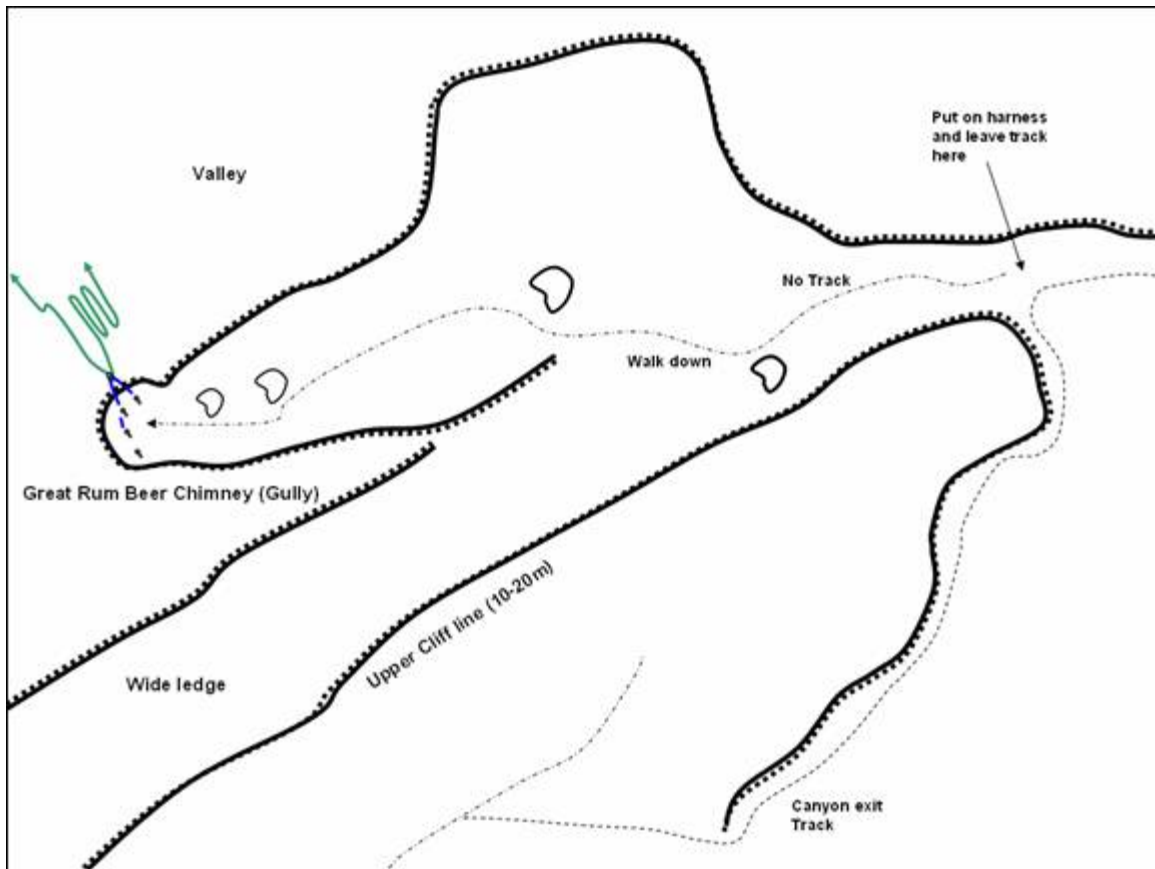 Put on harness
and leave track
here
Valley
No Track
Walk down
Great Rum Beer Chimney (Gully)
Upper Cliff line (10-20m)
Wide ledge
Canyon exit
Track